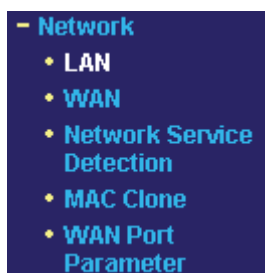 – Network
• LAN
• WAN
• Network Service
Detection
• MAC Clone
• WAN Port
Parameter